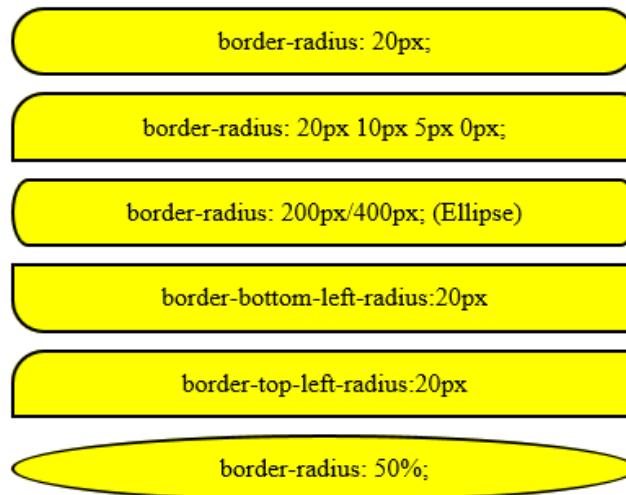 border-radius: 20px;
border-radius: 20px 10px 5px 0px;
border-radius: 200px/400px; (Ellipse)
border-bottom-left-radius:20px
border-top-left-radius:20px
border-radius: 50%;